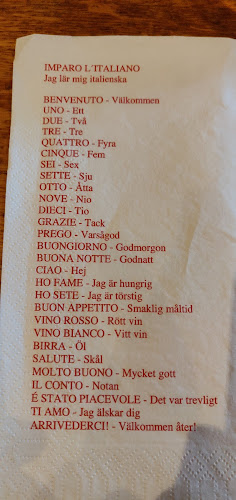 IMPARO L´ITALIANO
Jag lär mig italienska
BENVENUTO - Välkommen
UNO - Ett
DUE - Två
TRE - Tre
QUATTRO - Fyra
CINQUE - Fem
SEI - Sex
SETTE - Sju
OTTO - Åtta
NOVE - Nio
DIECI - Tio
GRAZIE - Tack
PREGO - Varsågod
BUONGIORNO - Godmorgon
BUONA NOTTE - Godnatt
CIAO - Hej
HO FAME - Jag är hungrig
HO SETE - Jag är törstig
BUON APPETITO - Smaklig måltid
VINO ROSSO - Rött vin
VINO BIANCO - Vitt vin
BIRRA - Öl
SALUTE - Skål
MOLTO BUONO - Mycket gott
IL CONTO - Notan
É STATO PIACEVOLE - Det var trevligt
TI AMO - Jag älskar dig
ARRIVEDERCI! - Välkommen åter!